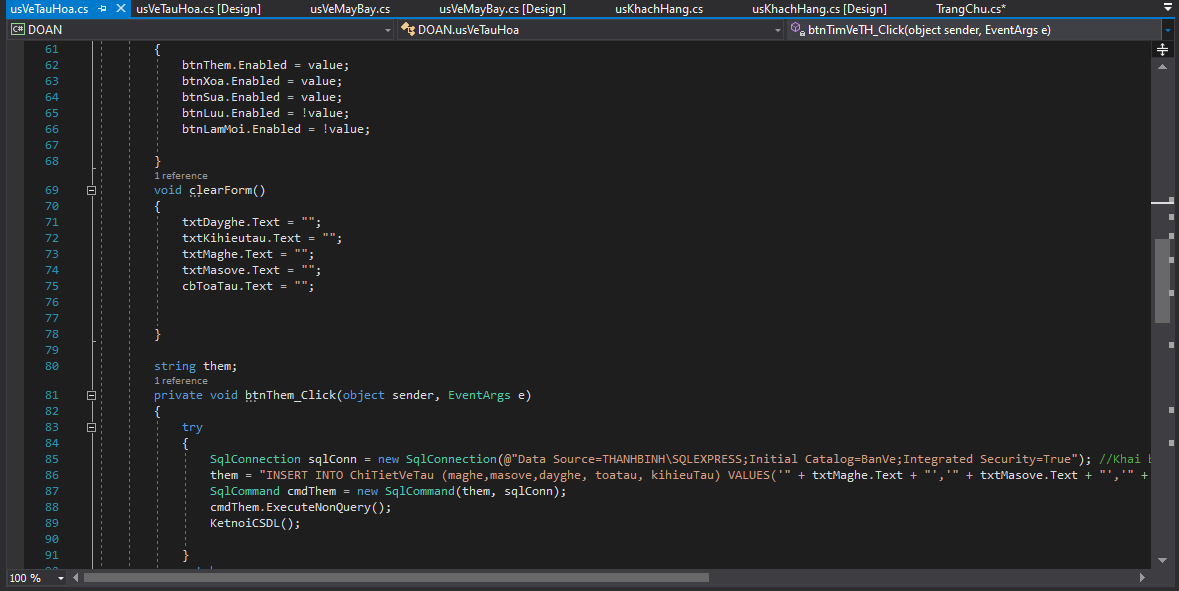 usVeTauHoa.cs
usVeTauHoa.cs [Design]
usVeMayBay.cs
usVeMayBay.cs [Design]
usKhachHang.cs
usKhachHang.cs [Design]
TrangChu.cs*
C# DOAN
DOAN.usVeTauHoa
btnTimVeTH_Click(object sender, EventArgs e)
61 {
62 btnThem.Enabled = value;
63 btnXoa.Enabled = value;
64 btnSua.Enabled = value;
65 btnLuu.Enabled = !value;
66 btnLamMoi.Enabled = !value;
67
68 }
1 reference
69 void clearForm()
70 {
71 txtDayghe.Text = "";
72 txtKihieutau.Text = "";
73 txtMaghe.Text = "";
74 txtMasove.Text = "";
75 cbToaTau.Text = "";
76
77
78 }
79
80 string them;
1 reference
81 private void btnThem_Click(object sender, EventArgs e)
82 {
83 try
84 {
85 SqlConnection sqlConn = new SqlConnection(@"Data Source=THANHBINH\SQLEXPRESS;Initial Catalog=BanVe;Integrated Security=True"); //Khai
86 them = "INSERT INTO ChiTietVeTau (maghe,masove,dayghe, toatau, kihieuTau) VALUES('" + txtMaghe.Text + "','" + txtMasove.Text + "','" +
87 SqlCommand cmdThem = new SqlCommand(them, sqlConn);
88 cmdThem.ExecuteNonQuery();
89 KetnoiCSDL();
90
91 }
100 %